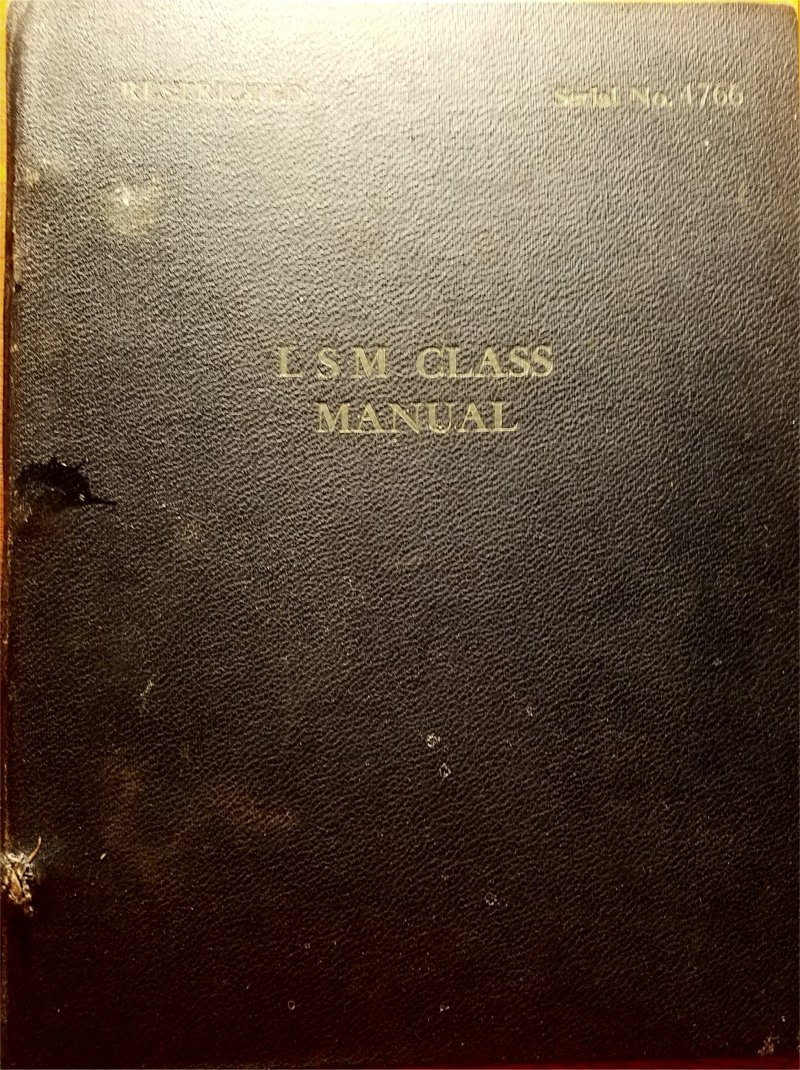 RESTRICTED
Serial No. 4766
L S M CLASS
MANUAL